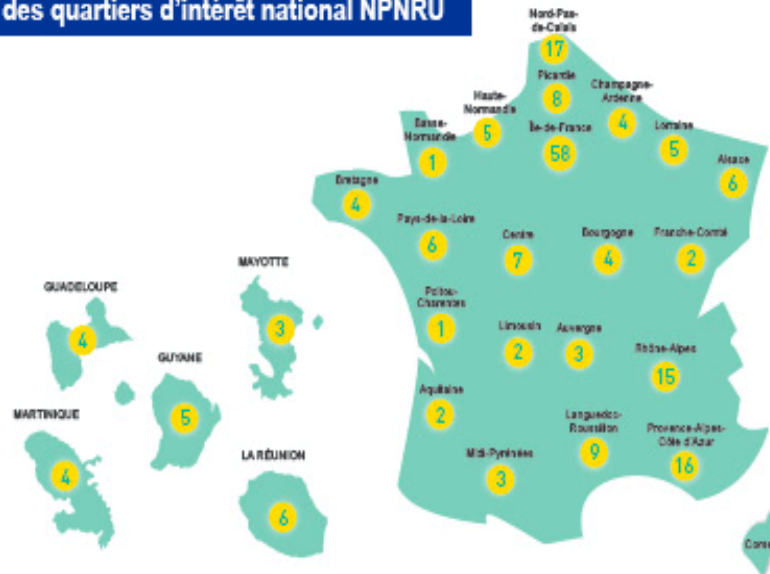 des quartiers d'intérêt national NPNRU
Nord-Pas-
de-Calais
17
Picardie
8
Champagne-
Ardenne
4
Haute-
Normandie
5
Île-de-France
58
Lorraine
5
Basse-
Normandie
1
Alsace
6
Bretagne
4
Pays-de-la-Loire
6
Centre
7
Bourgogne
4
Franche-Comté
2
MAYOTTE
3
GUADELOUPE
4
Poitou-
Charentes
1
Limousin
2
Auvergne
3
Rhône-Alpes
15
GUYANE
5
Aquitaine
2
MARTINIQUE
4
Languedoc-
Roussillon
9
Provence-Alpes-
Côte d'Azur
16
Midi-Pyrénées
3
LA RÉUNION
6
Cors